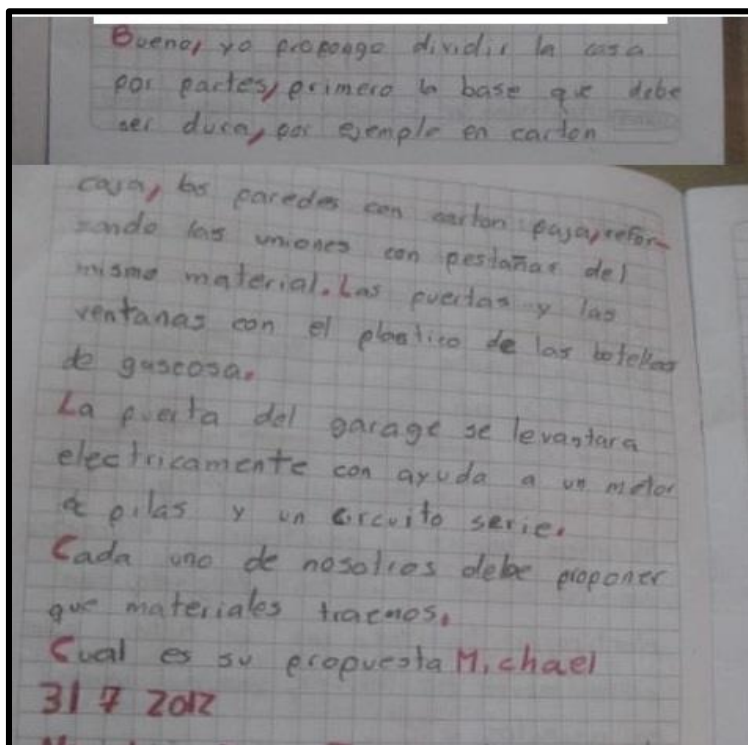 Bueno, yo propongo dividir la casa
por partes, primero la base que debe
ser dura, por ejemplo en carton
caja, las paredes con carton paja, refor-
zando las uniones con pestañas del
mismo material. Las puertas y las
ventanas con el plastico de las botellas
de gaseosa.
La puerta del garage se levantara
electricamente con ayuda a un motor
de pilas y un circuito serie.
Cada uno de nosotros debe proponer
que materiales traemos.
Cual es su propuesta Michael
31 7 2012